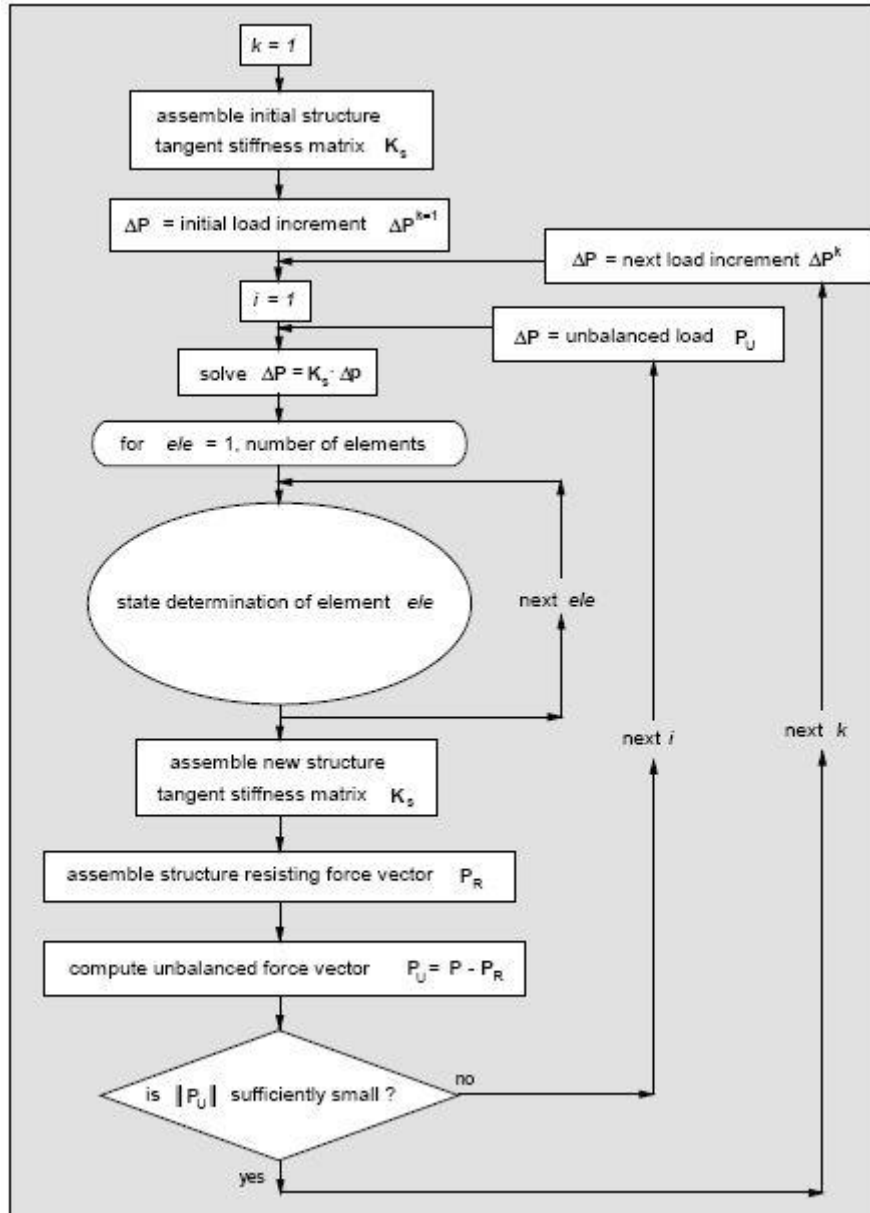 k = 1
assemble initial structure
tangent stiffness matrix K_s
ΔP = initial load increment ΔP^{k=1}
ΔP = next load increment ΔP^k
i = 1
ΔP = unbalanced load P_U
solve ΔP = K_s · Δp
for ele = 1, number of elements
state determination of element ele
next ele
next i
next k
assemble new structure
tangent stiffness matrix K_s
assemble structure resisting force vector P_R
compute unbalanced force vector P_U = P - P_R
is ‖P_U‖ sufficiently small ?
no
yes